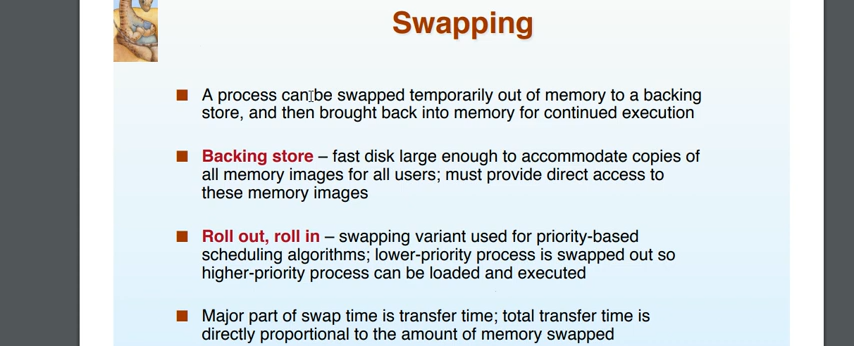 Swapping
■ A process can be swapped temporarily out of memory to a backing
store, and then brought back into memory for continued execution
■ Backing store – fast disk large enough to accommodate copies of
all memory images for all users; must provide direct access to
these memory images
■ Roll out, roll in – swapping variant used for priority-based
scheduling algorithms; lower-priority process is swapped out so
higher-priority process can be loaded and executed
■ Major part of swap time is transfer time; total transfer time is
directly proportional to the amount of memory swapped